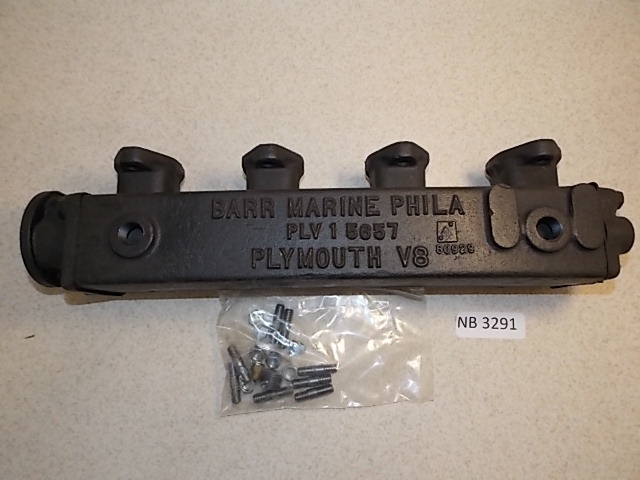 BARR MARINE PHILA
PLV 1 5657
PLYMOUTH V8
NB 3291